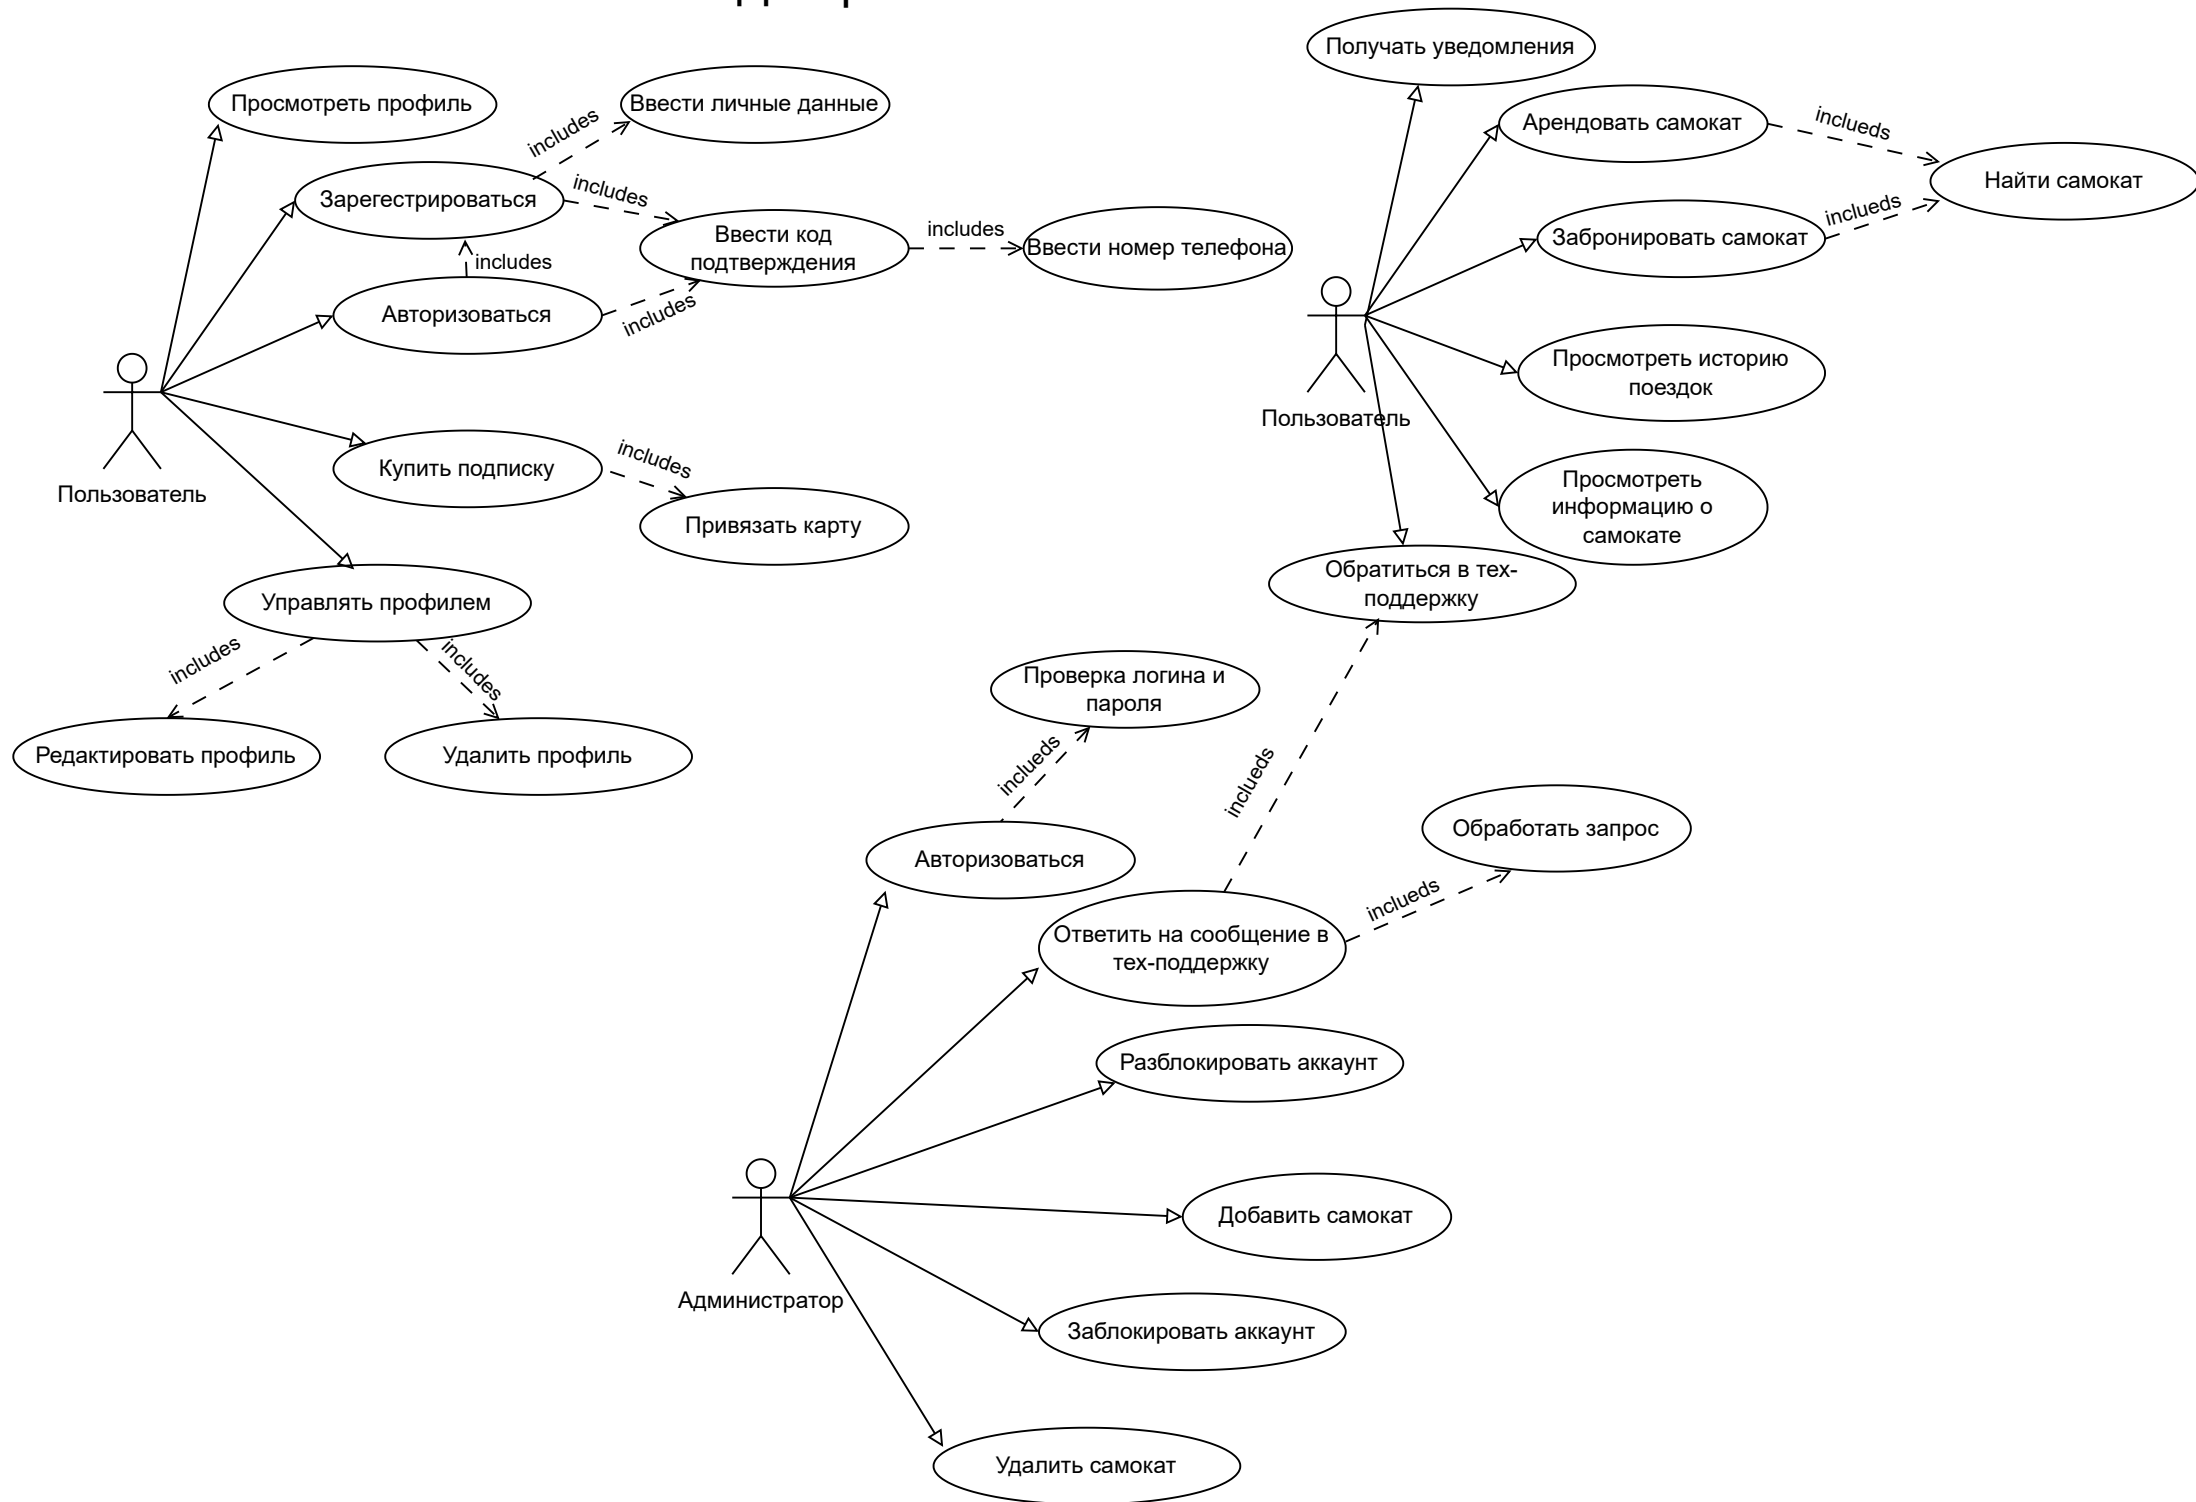 Просмотреть профиль
includes
Ввести личные данные
Зарегестрироваться
includes
Ввести код
подтверждения
includes
Ввести номер телефона
includes
Авторизоваться
includes
Пользователь
Купить подписку
includes
Привязать карту
Управлять профилем
includes
includes
Редактировать профиль
Удалить профиль
Получать уведомления
Арендовать самокат
inclueds
Найти самокат
Забронировать самокат
inclueds
Просмотреть историю
поездок
Пользователь
Просмотреть
информацию о
самокате
Обратиться в тех-
поддержку
Проверка логина и
пароля
inclueds
inclueds
Авторизоваться
Обработать запрос
inclueds
Ответить на сообщение в
тех-поддержку
Разблокировать аккаунт
Добавить самокат
Администратор
Заблокировать аккаунт
Удалить самокат